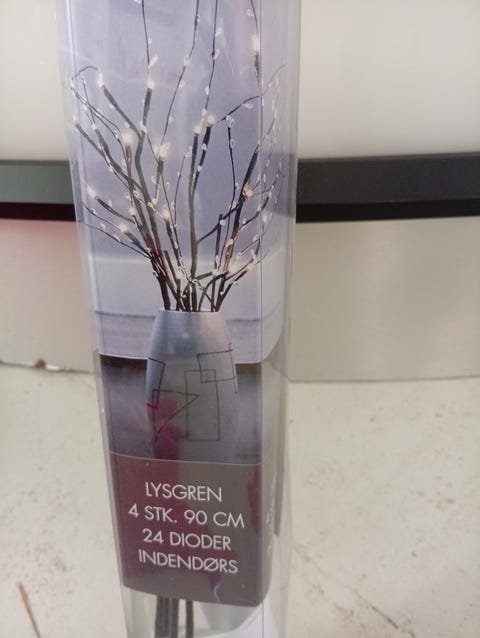 LYSGREN
4 STK. 90 CM
24 DIODER
INDENDØRS